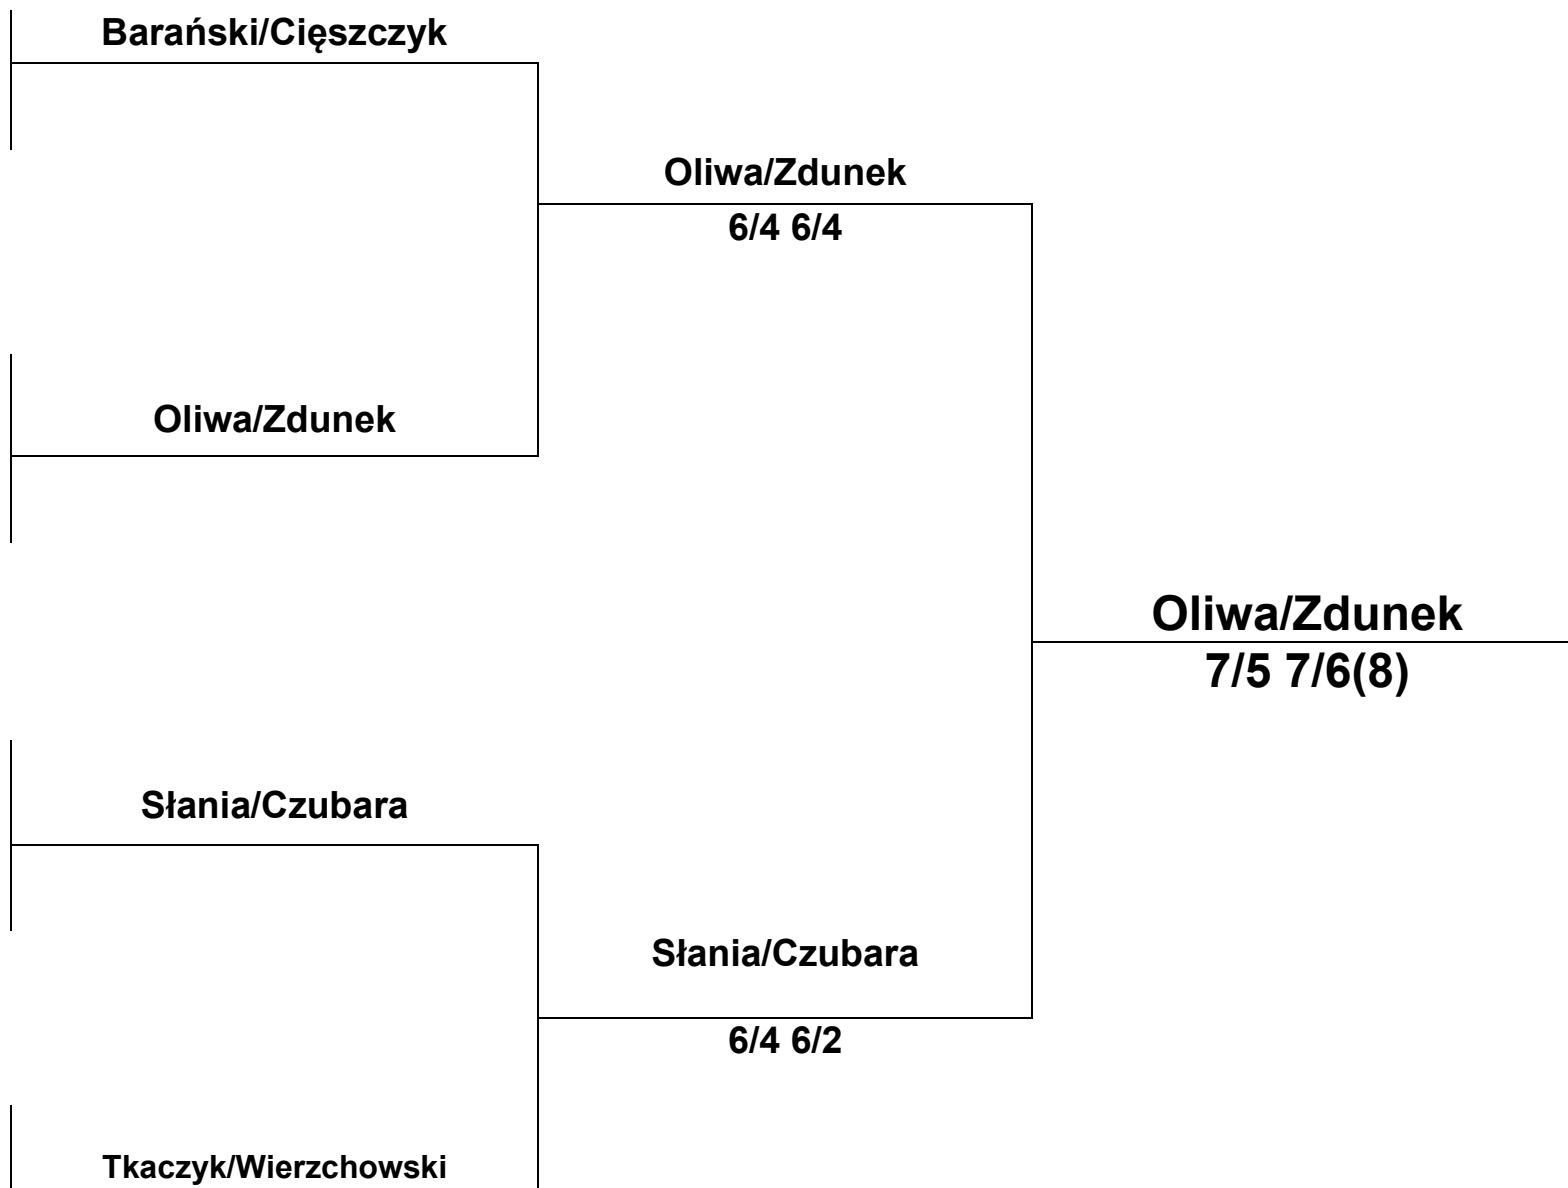 Barański/Cięszczyk
Oliwa/Zdunek
6/4 6/4
Oliwa/Zdunek
Oliwa/Zdunek
7/5 7/6(8)
Słania/Czubara
Słania/Czubara
6/4 6/2
Tkaczyk/Wierzchowski